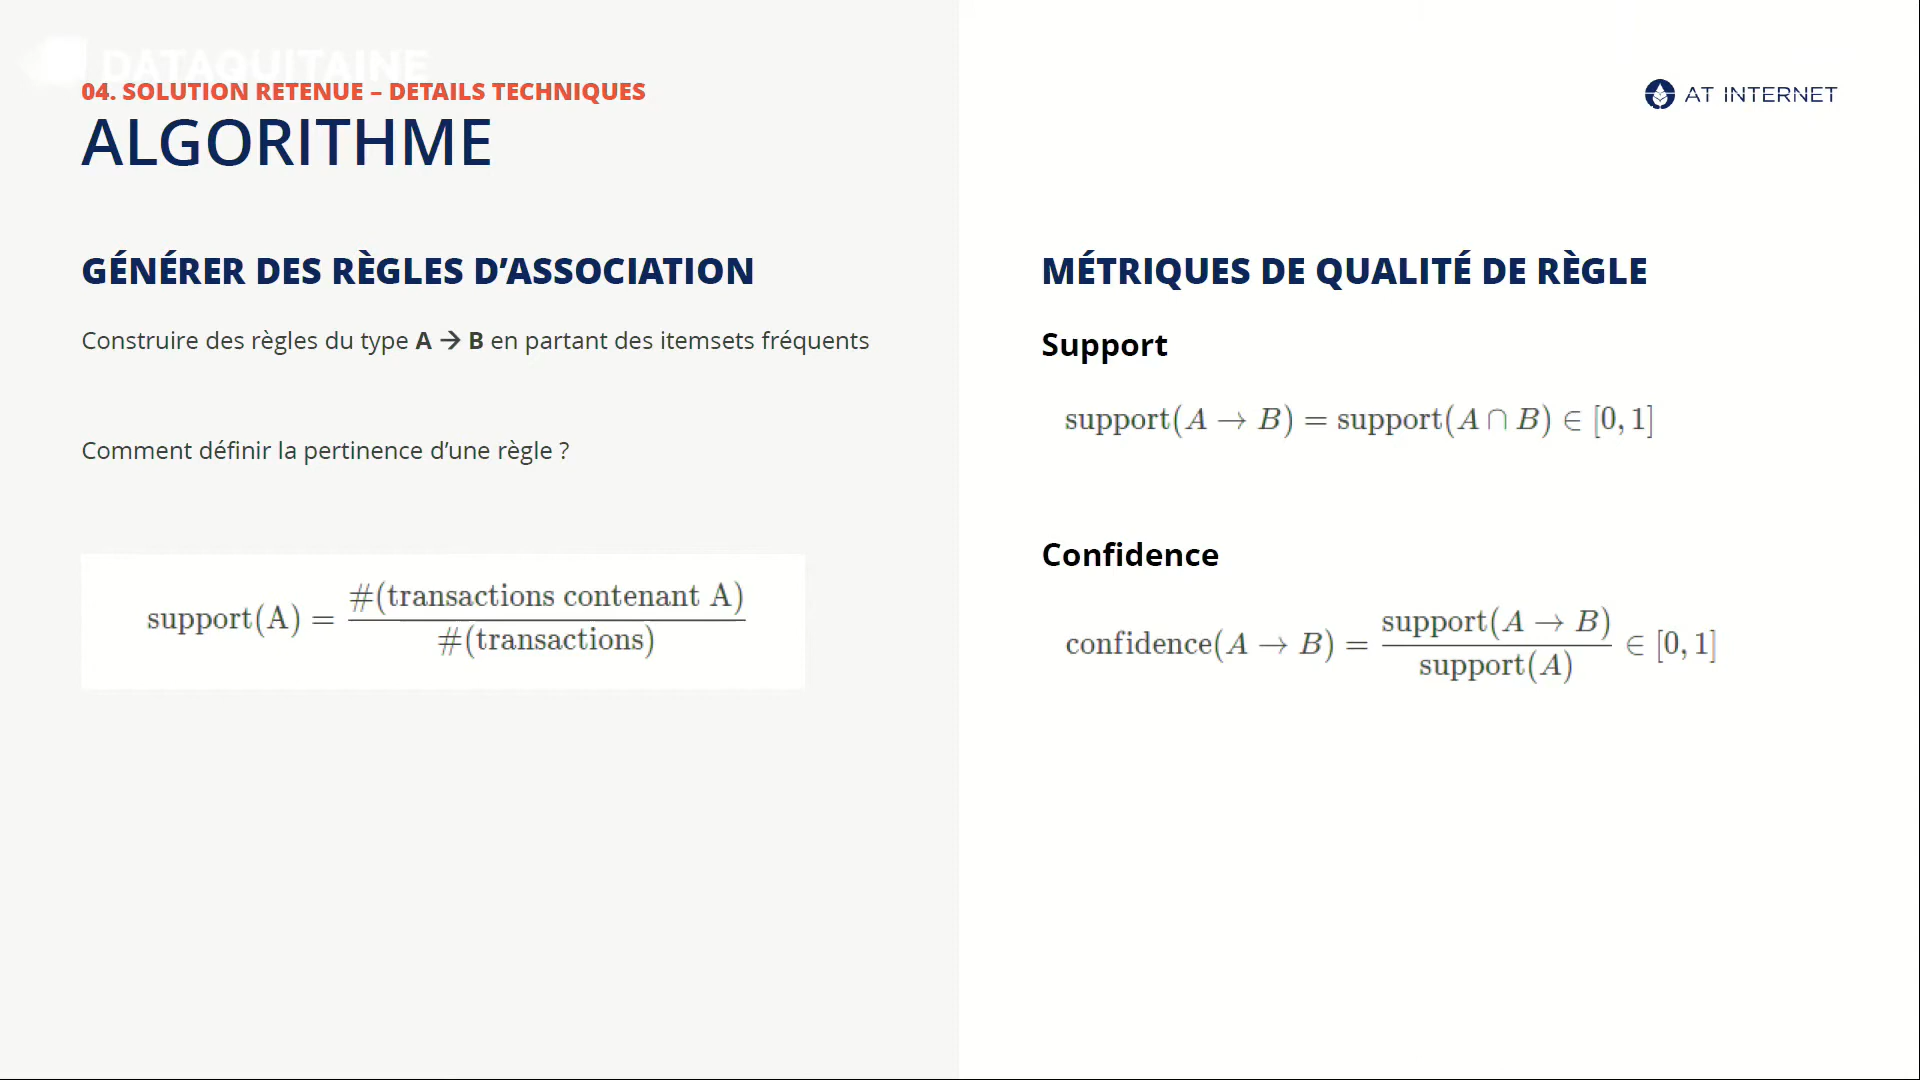 DATAQUITAINE
04. SOLUTION RETENUE – DETAILS TECHNIQUES
ALGORITHME
AT INTERNET
GÉNÉRER DES RÈGLES D’ASSOCIATION
Construire des règles du type A → B en partant des itemsets fréquents
Comment définir la pertinence d’une règle ?
support(A) = #(transactions contenant A) / #(transactions)
MÉTRIQUES DE QUALITÉ DE RÈGLE
Support
support(A → B) = support(A ∩ B) ∈ [0, 1]
Confidence
confidence(A → B) = support(A → B) / support(A) ∈ [0, 1]